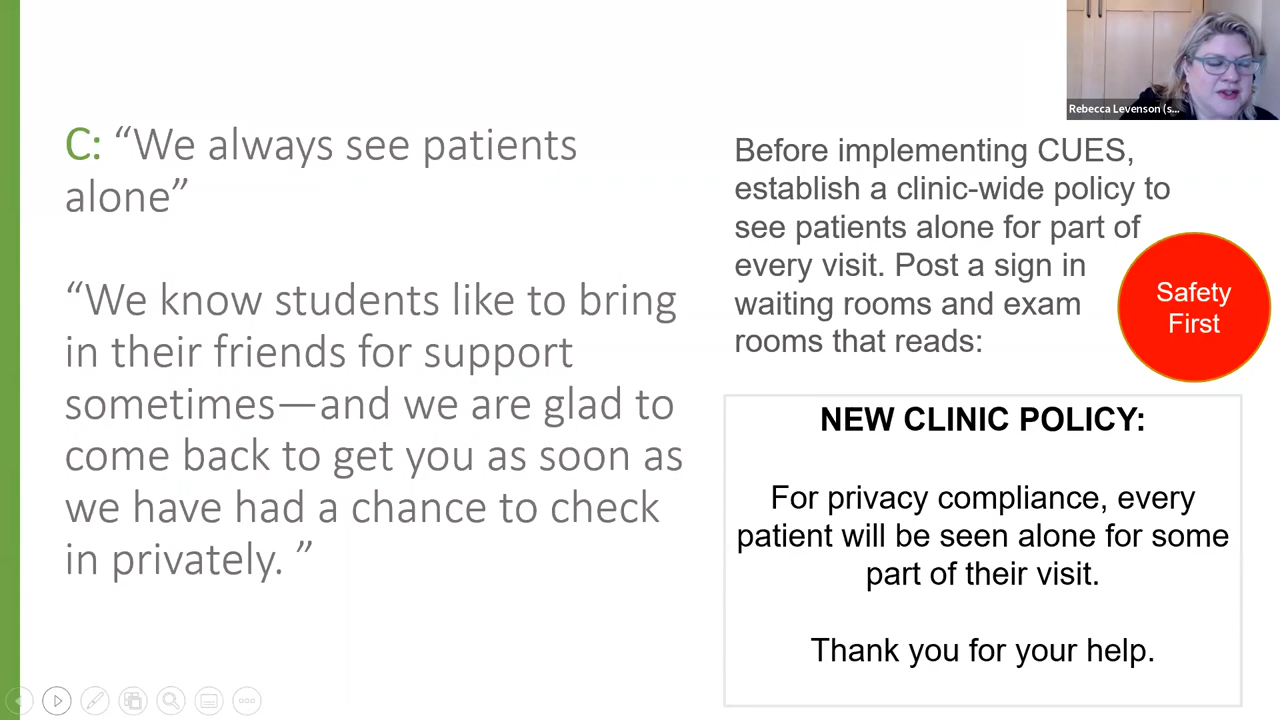 Rebecca Levenson (s...
C: “We always see patients
alone”
“We know students like to bring
in their friends for support
sometimes—and we are glad to
come back to get you as soon as
we have had a chance to check
in privately. ”
Before implementing CUES,
establish a clinic-wide policy to
see patients alone for part of
every visit. Post a sign in
waiting rooms and exam
rooms that reads:
Safety
First
NEW CLINIC POLICY:
For privacy compliance, every
patient will be seen alone for some
part of their visit.
Thank you for your help.